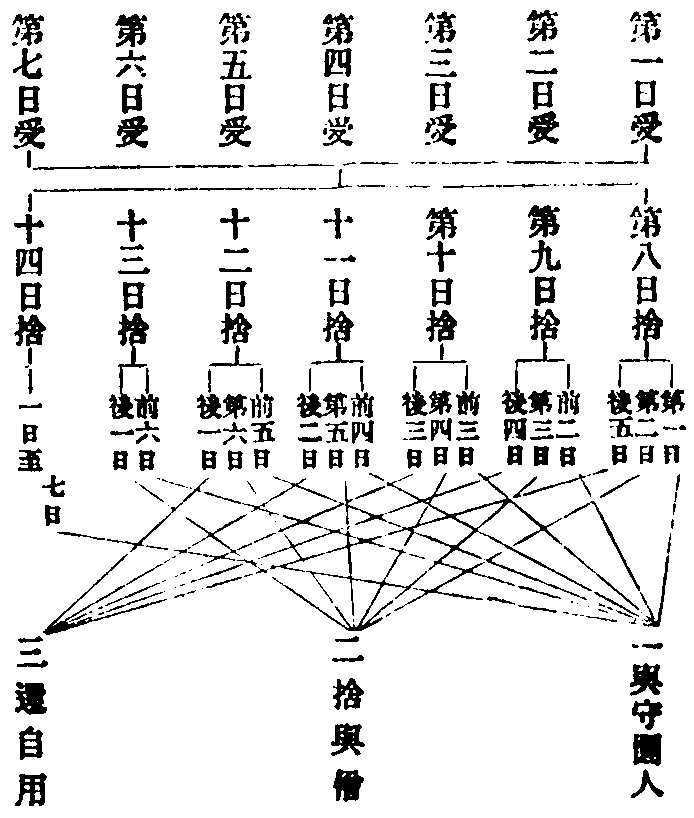 第一日受
第二日受
第三日受
第四日受
第五日受
第六日受
第七日受
第八日捨
第九日捨
第十日捨
十一日捨
十二日捨
十三日捨
十四日捨
第一日
第二日
後五日
前二日
第三日
後四日
前三日
第四日
後三日
前四日
第五日
後二日
前五日
第六日
後一日
前六日
後一日
一日至
七日
一與守園人
二捨與僧
三還自用